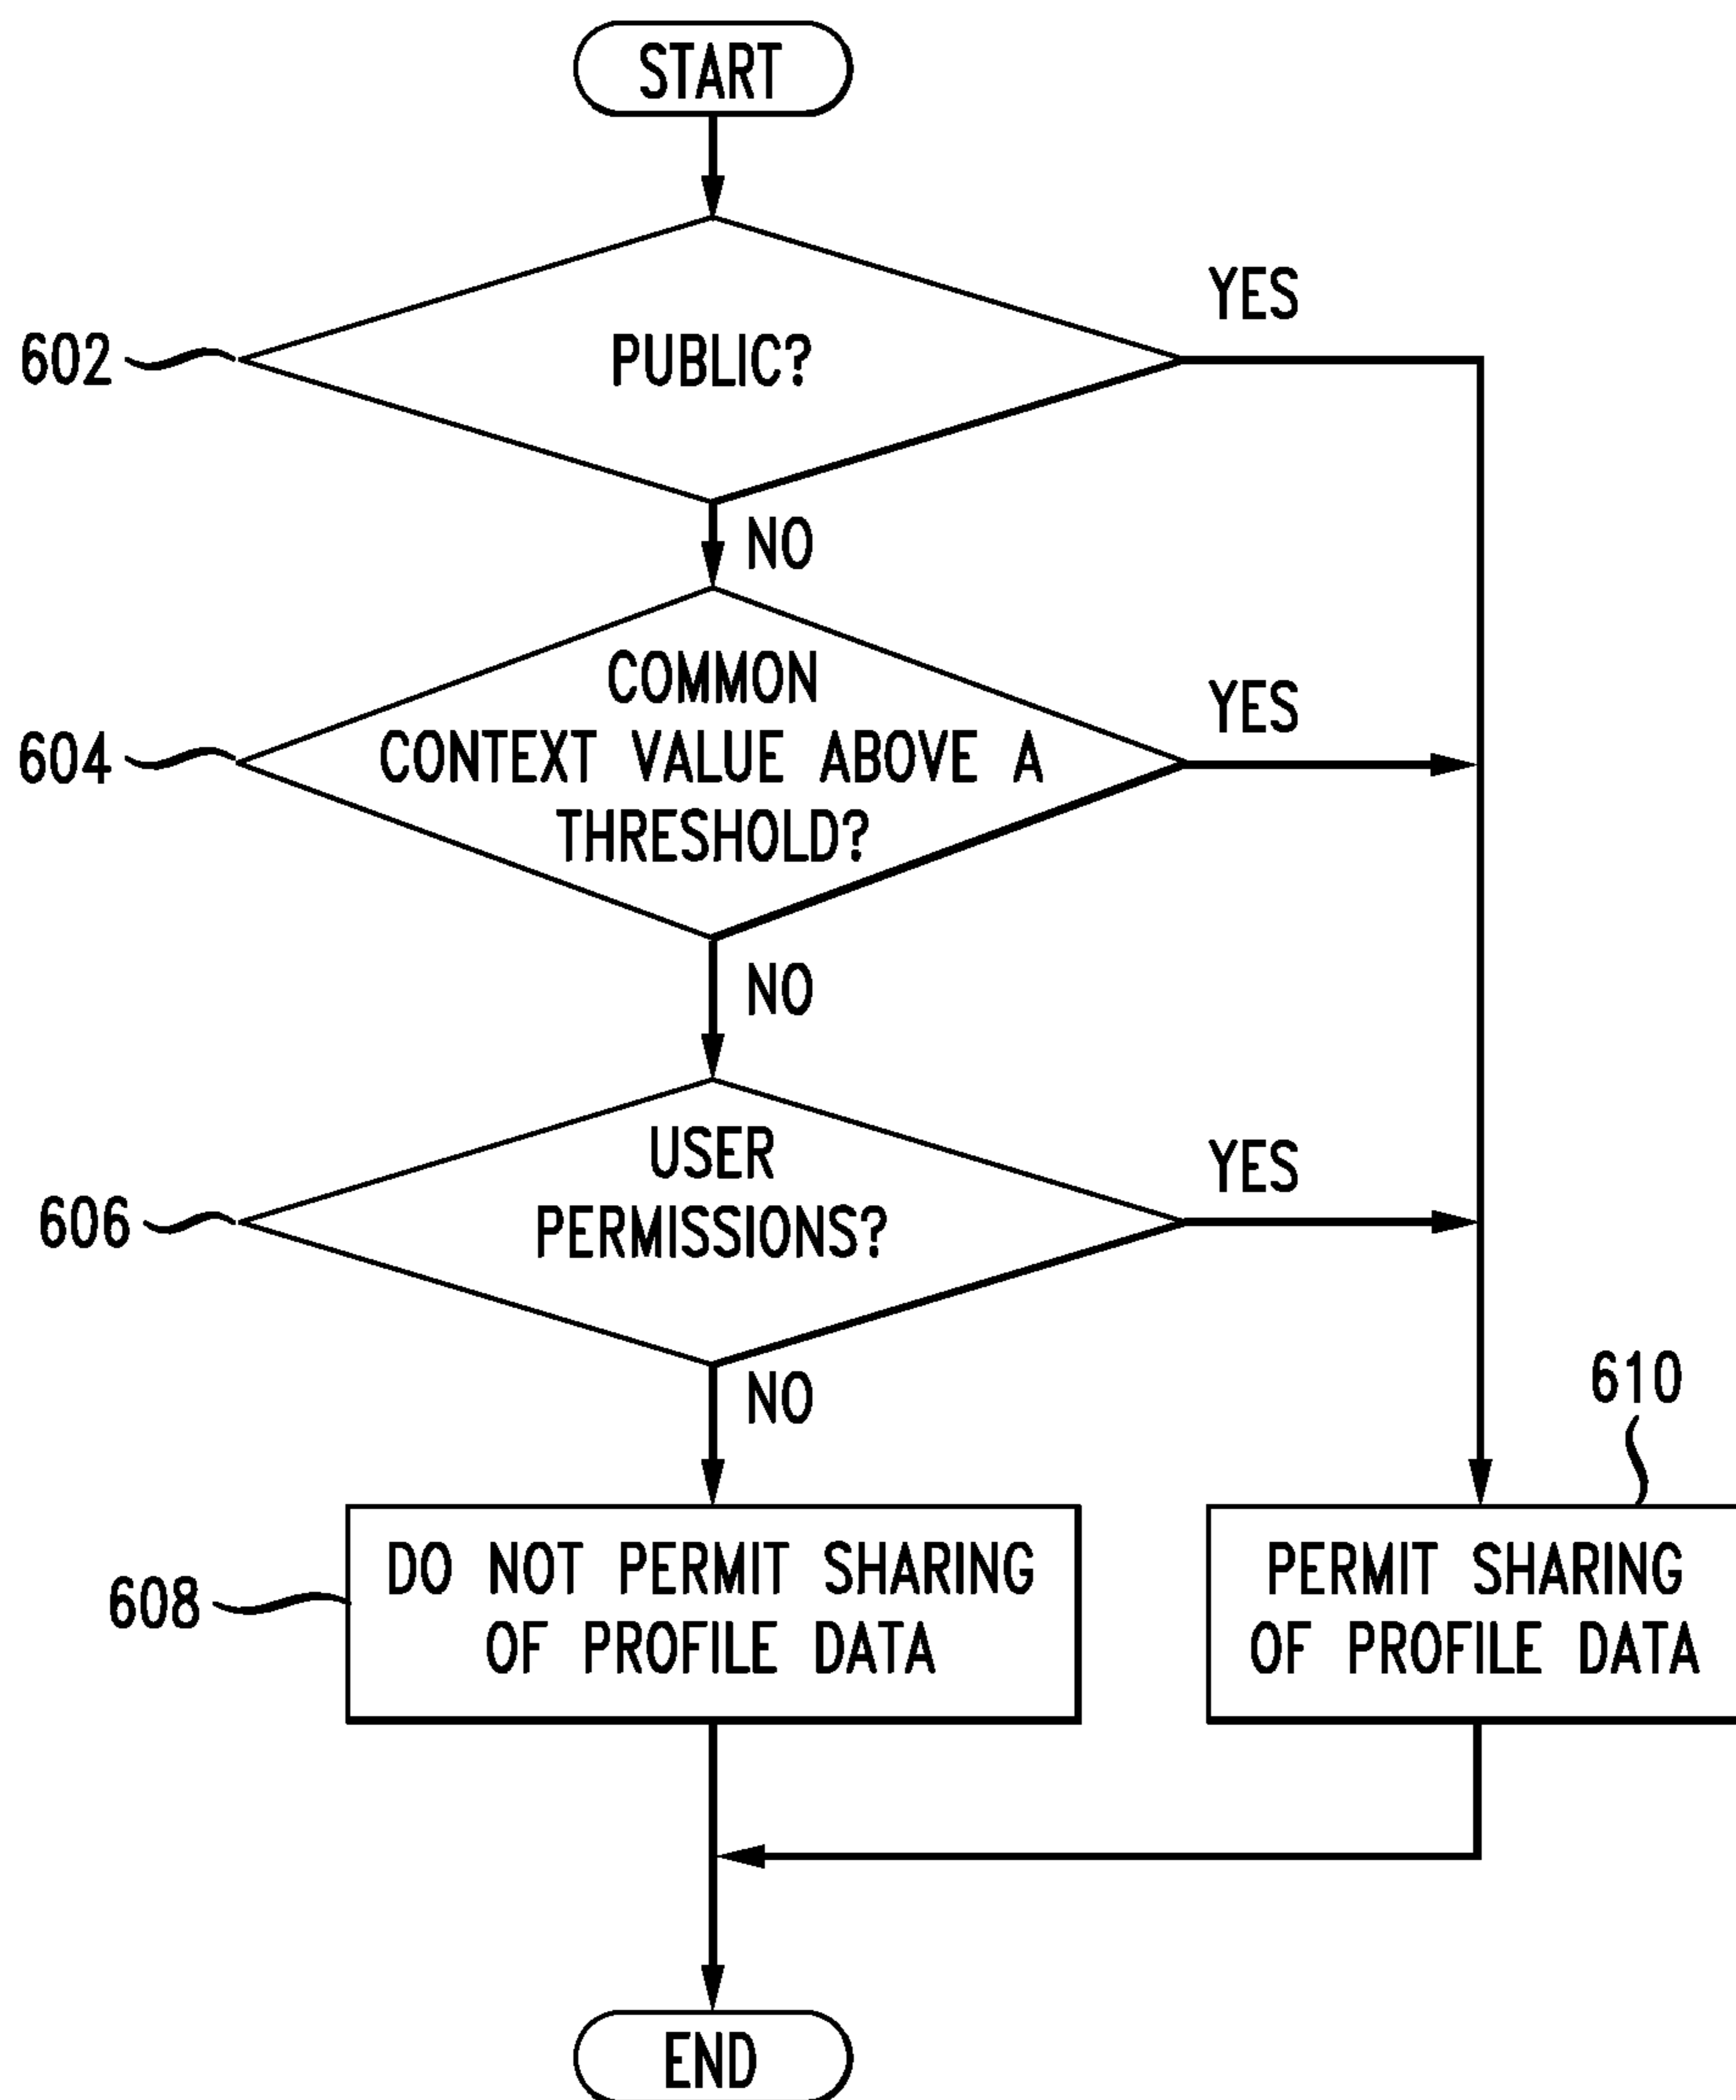 START
YES
602
PUBLIC?
NO
COMMON
YES
604
CONTEXT VALUE ABOVE A
THRESHOLD?
NO
USER
YES
606
PERMISSIONS?
NO
610
DO NOT PERMIT SHARING
OF PROFILE DATA
608
PERMIT SHARING
OF PROFILE DATA
END